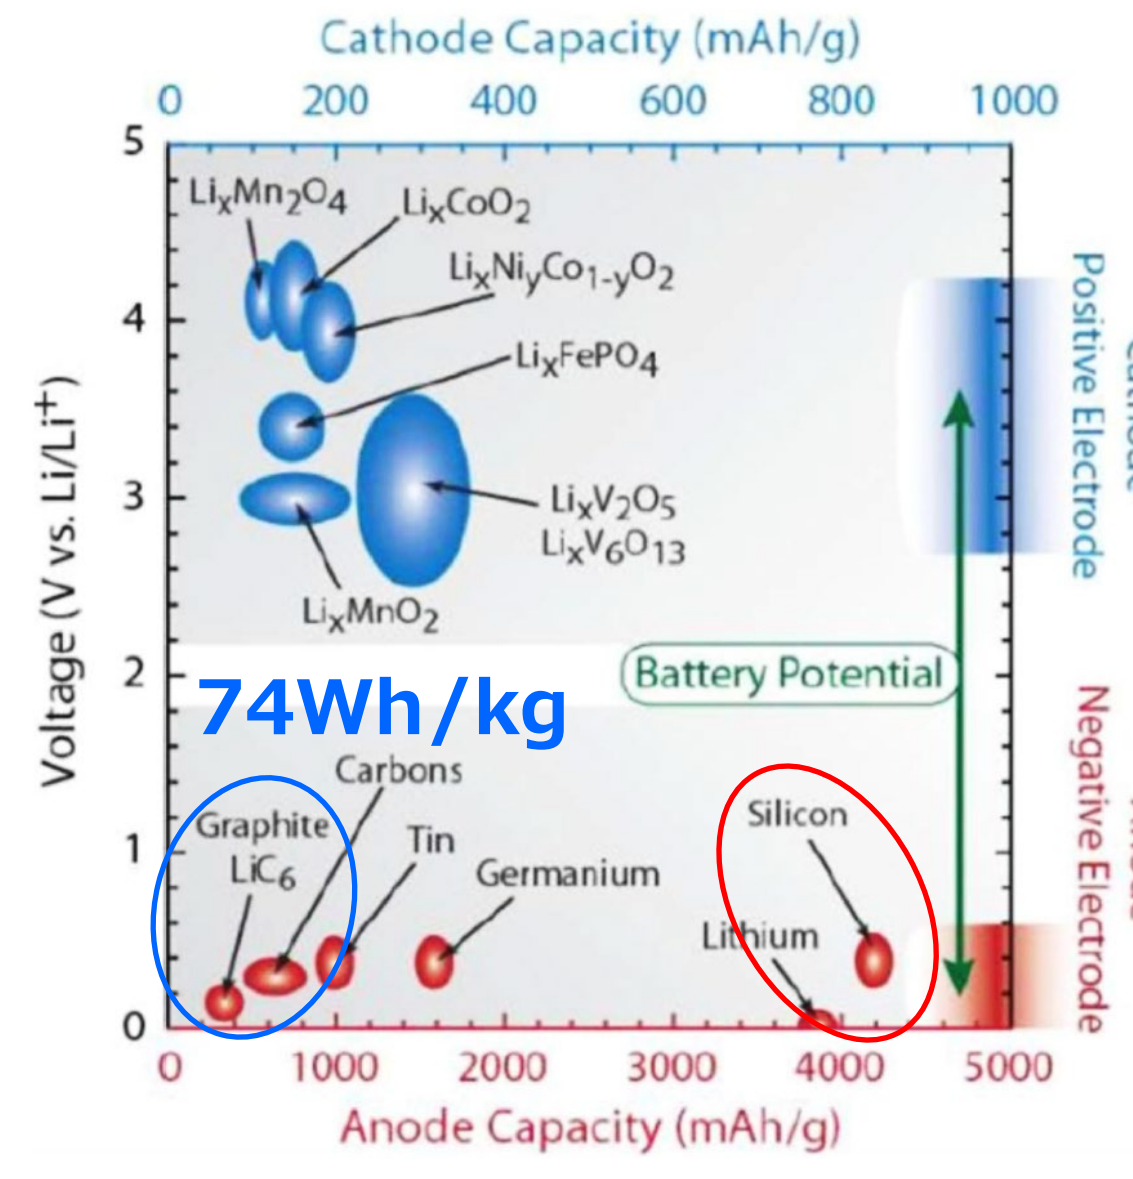 Cathode Capacity (mAh/g)
0 200 400 600 800 1000
5
4
3
2
1
0
Voltage (V vs. Li/Li⁺)
LiₓMn₂O₄
LiₓCoO₂
LiₓNiyCo₁₋yO₂
LiₓFePO₄
LiₓV₂O₅
LiₓV₆O₁₃
LiₓMnO₂
Positive Electrode
Battery Potential
74Wh/kg
Carbons
Graphite
LiC₆
Tin
Germanium
Silicon
Lithium
Negative Electrode
0 1000 2000 3000 4000 5000
Anode Capacity (mAh/g)